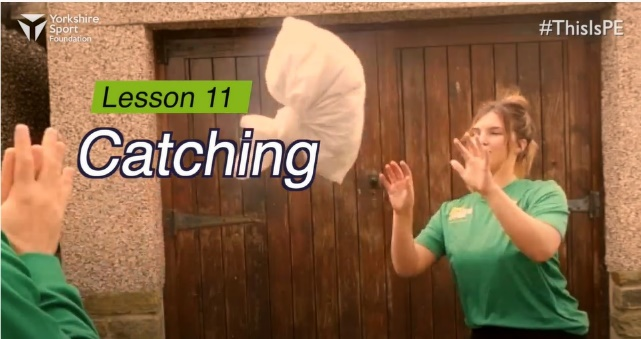 Yorkshire
Sport
Foundation
#ThisIsPE
Lesson 11
Catching